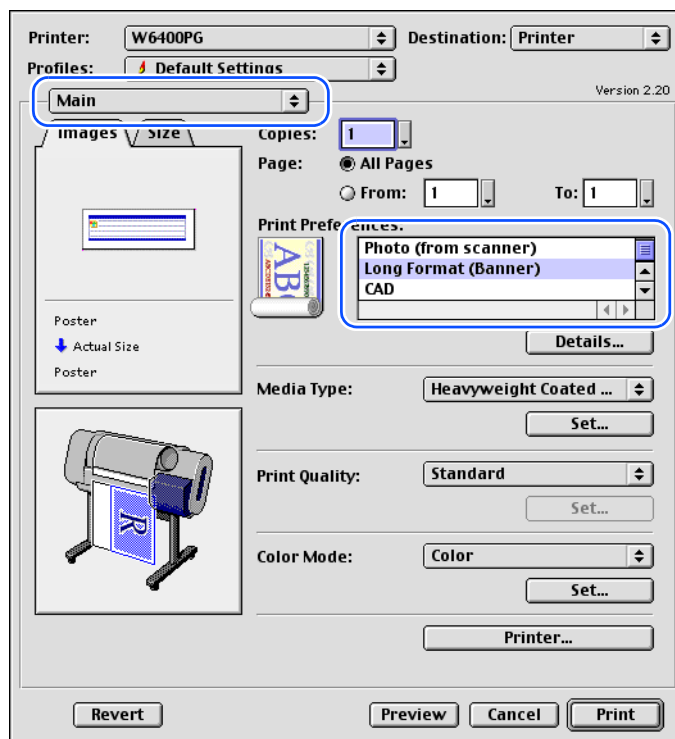 Printer: W6400PG Destination: Printer
Profiles: Default Settings
Version 2.20
Main
Images Size
Copies: 1
Page: All Pages
From: 1 To: 1
Print Preferences:
Photo (from scanner)
Long Format (Banner)
CAD
Details...
Poster
Actual Size
Poster
Media Type: Heavyweight Coated ...
Set...
Print Quality: Standard
Set...
Color Mode: Color
Set...
Printer...
Revert Preview Cancel Print